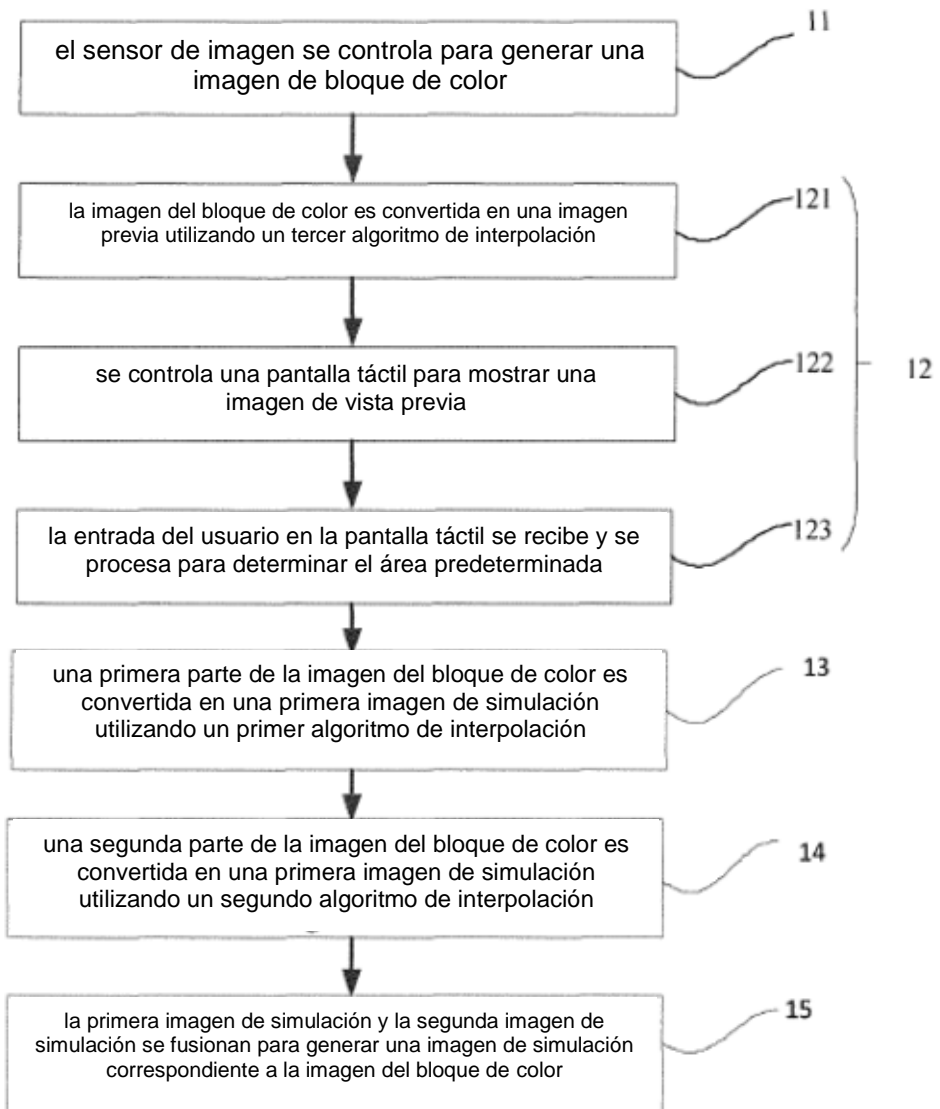 11
el sensor de imagen se controla para generar una
imagen de bloque de color
121
la imagen del bloque de color es convertida en una imagen
previa utilizando un tercer algoritmo de interpolación
122
12
se controla una pantalla táctil para mostrar una
imagen de vista previa
123
la entrada del usuario en la pantalla táctil se recibe y se
procesa para determinar el área predeterminada
13
una primera parte de la imagen del bloque de color es
convertida en una primera imagen de simulación
utilizando un primer algoritmo de interpolación
14
una segunda parte de la imagen del bloque de color es
convertida en una primera imagen de simulación
utilizando un segundo algoritmo de interpolación
15
la primera imagen de simulación y la segunda imagen de
simulación se fusionan para generar una imagen de simulación
correspondiente a la imagen del bloque de color